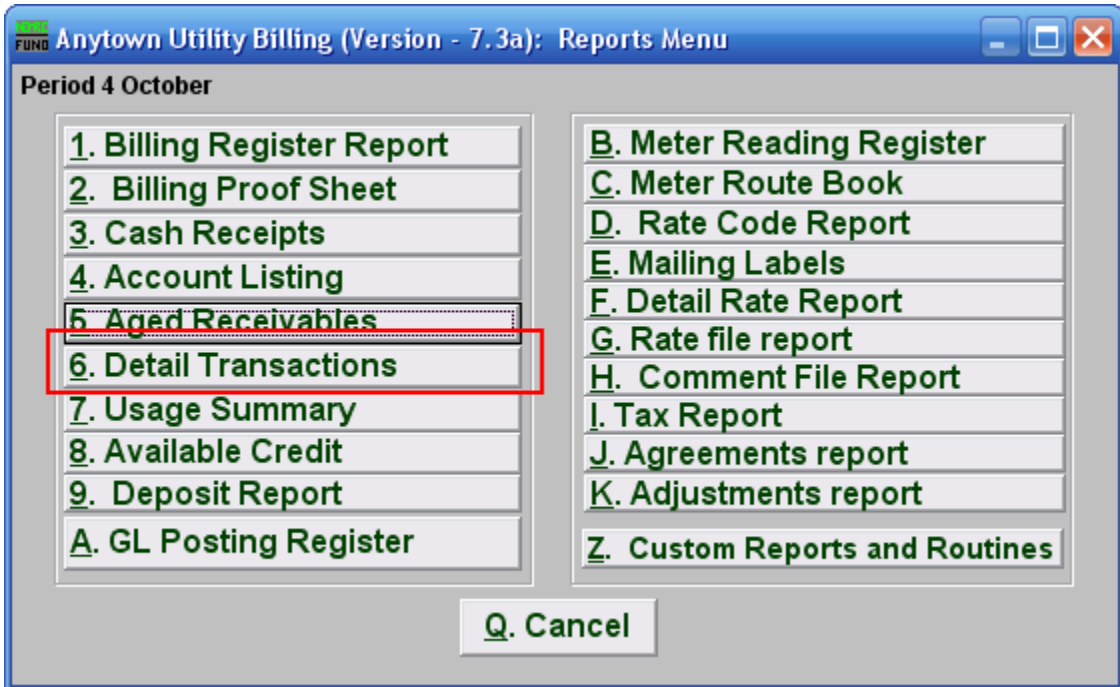 FUND Anytown Utility Billing (Version - 7.3a): Reports Menu
Period 4 October
1. Billing Register Report
2. Billing Proof Sheet
3. Cash Receipts
4. Account Listing
5. Aged Receivables
6. Detail Transactions
7. Usage Summary
8. Available Credit
9. Deposit Report
A. GL Posting Register
B. Meter Reading Register
C. Meter Route Book
D. Rate Code Report
E. Mailing Labels
F. Detail Rate Report
G. Rate file report
H. Comment File Report
I. Tax Report
J. Agreements report
K. Adjustments report
Z. Custom Reports and Routines
Q. Cancel